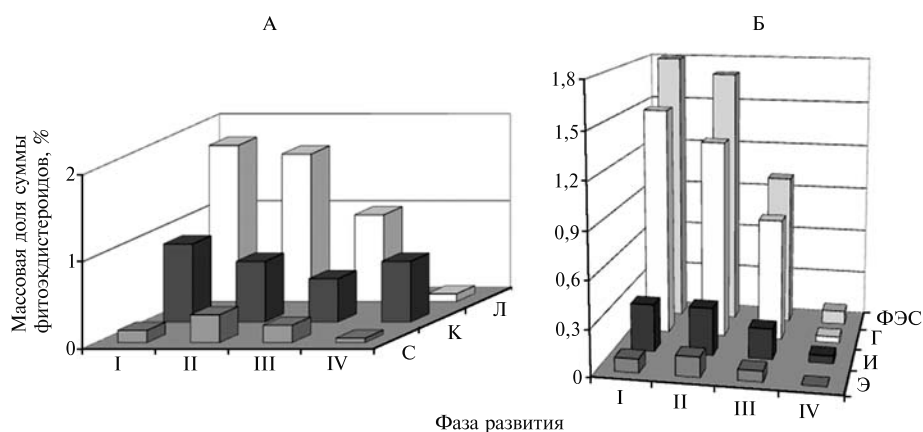 А
Б
Массовая доля суммы
фитоэкдистероидов, %
2
1
0
I II III IV
С
К
Л
1,8
1,5
1,2
0,9
0,6
0,3
0
I II III IV
ФЭС
Г
И
Э
Фаза развития